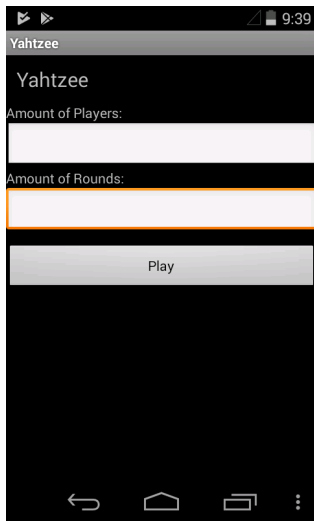 9:39
Yahtzee
Yahtzee
Amount of Players:
Amount of Rounds:
Play